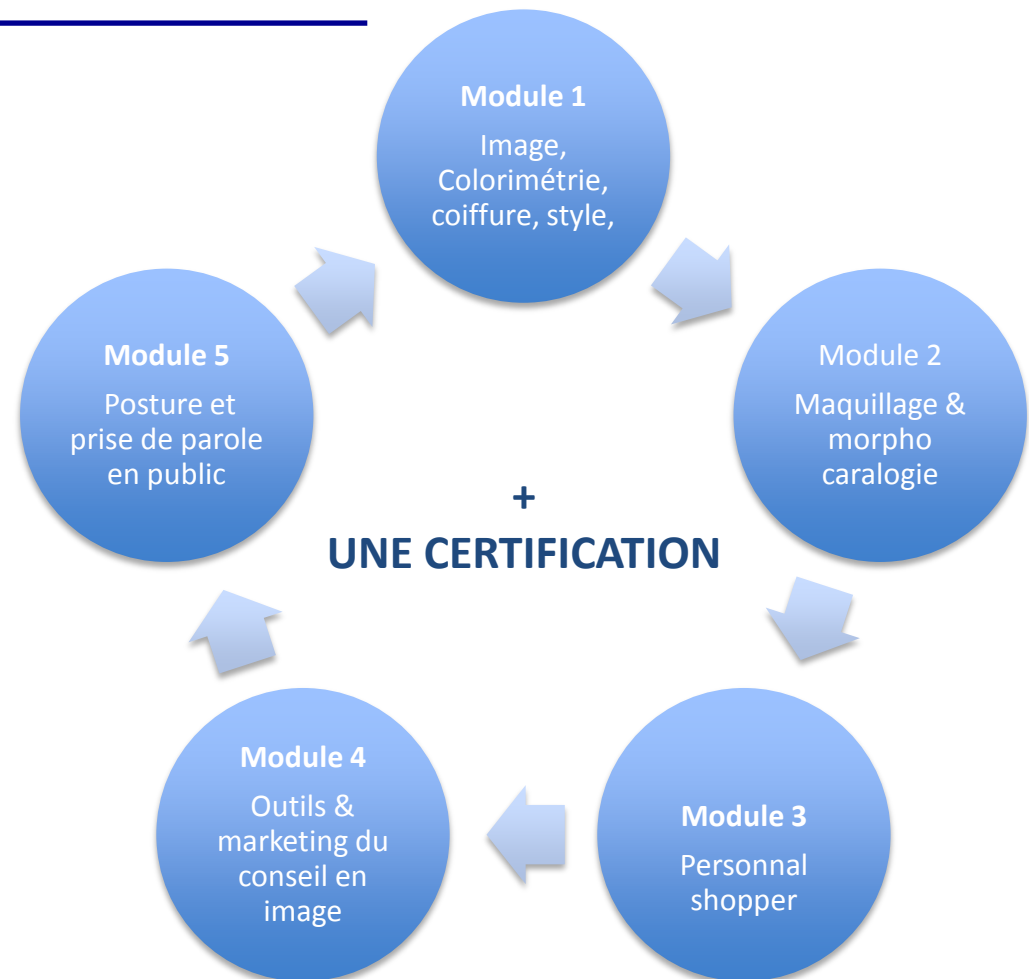 Module 1
Image,
Colorimétrie,
coiffure, style,
Module 2
Maquillage &
morpho
caralogie
Module 3
Personnal
shopper
Module 4
Outils &
marketing du
conseil en
image
Module 5
Posture et
prise de parole
en public
+
UNE CERTIFICATION